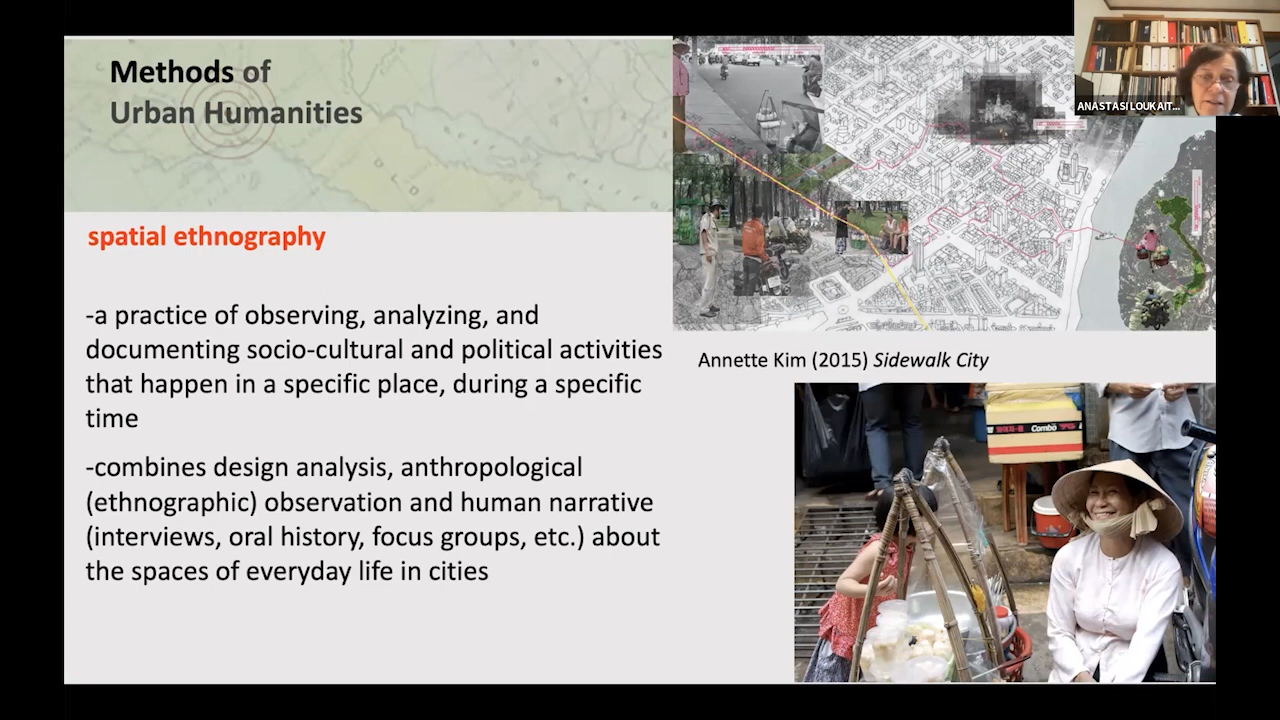 Methods of
Urban Humanities
ANASTASI LOUKAIT...
spatial ethnography
-a practice of observing, analyzing, and
documenting socio-cultural and political activities
that happen in a specific place, during a specific
time
-combines design analysis, anthropological
(ethnographic) observation and human narrative
(interviews, oral history, focus groups, etc.) about
the spaces of everyday life in cities
Annette Kim (2015) Sidewalk City
Combo